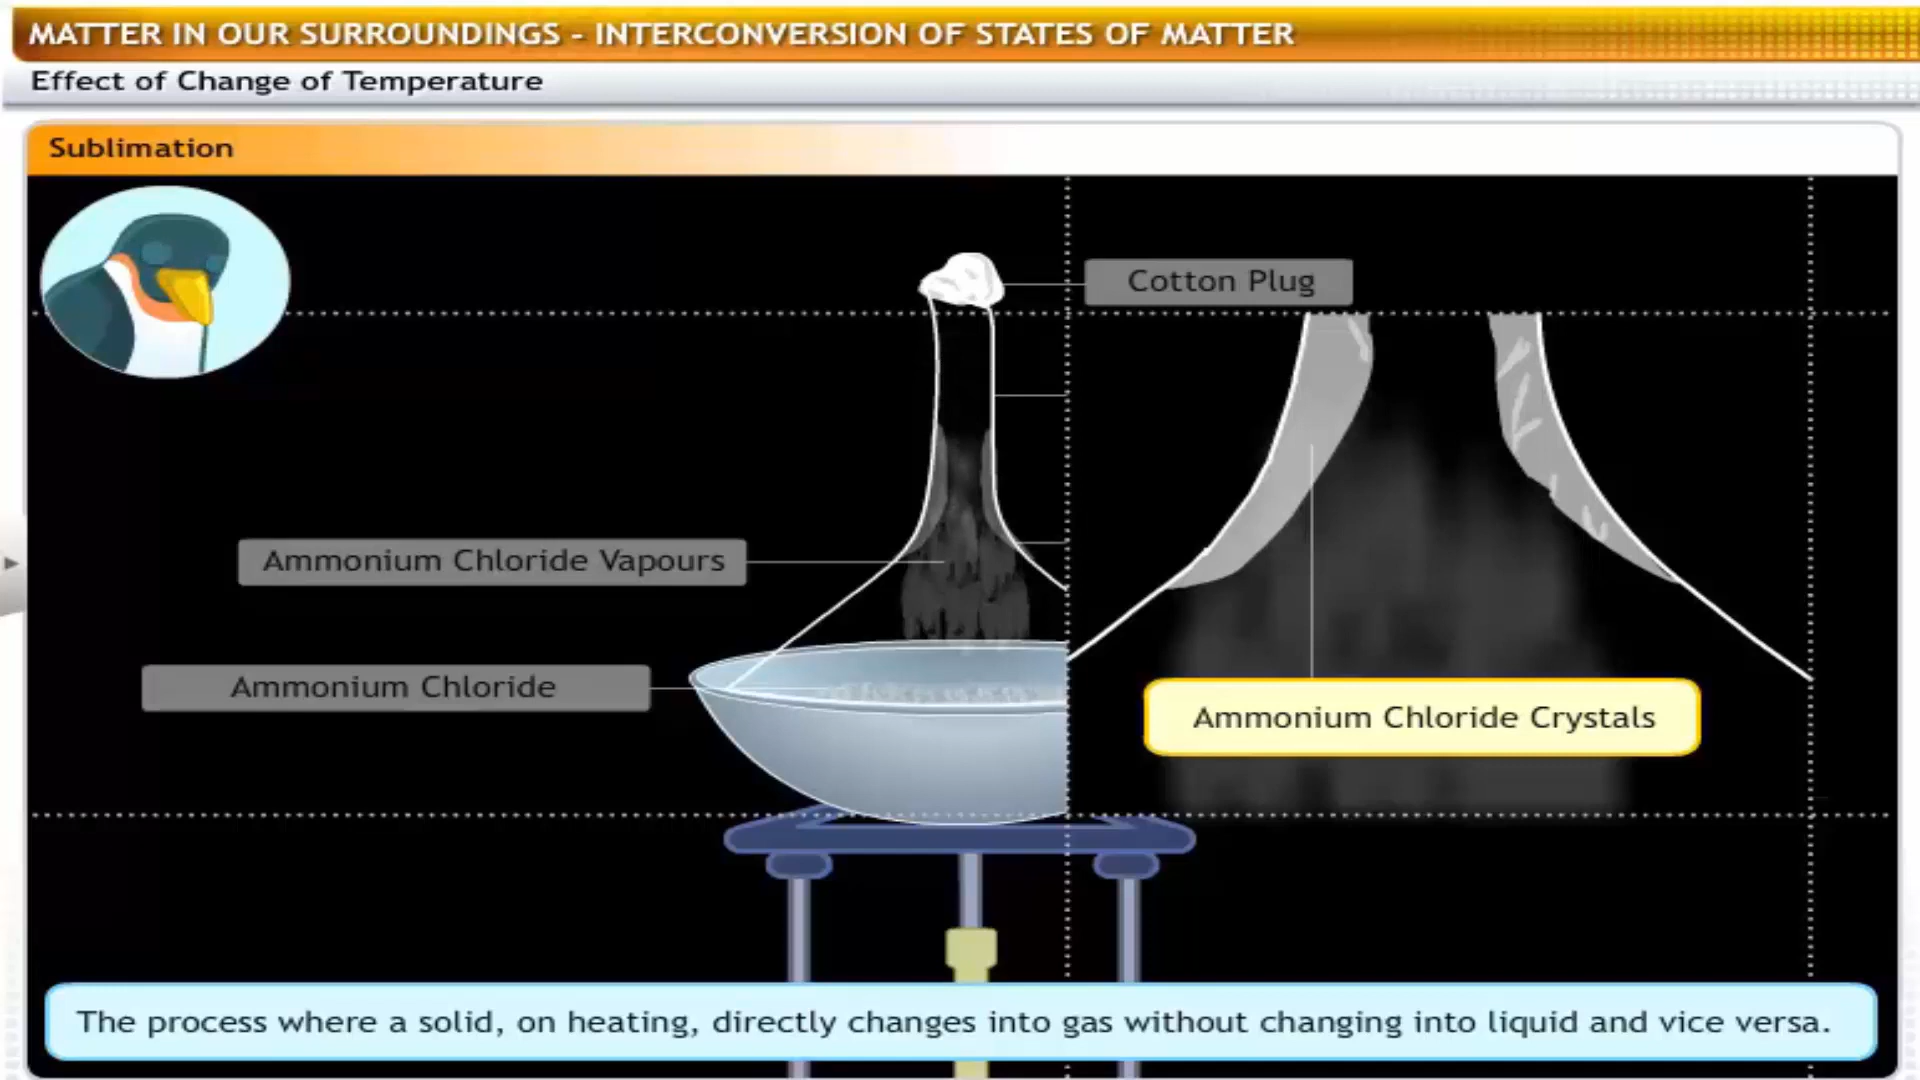 MATTER IN OUR SURROUNDINGS - INTERCONVERSION OF STATES OF MATTER
Effect of Change of Temperature
Sublimation
Cotton Plug
Ammonium Chloride Vapours
Ammonium Chloride
Ammonium Chloride Crystals
The process where a solid, on heating, directly changes into gas without changing into liquid and vice versa.